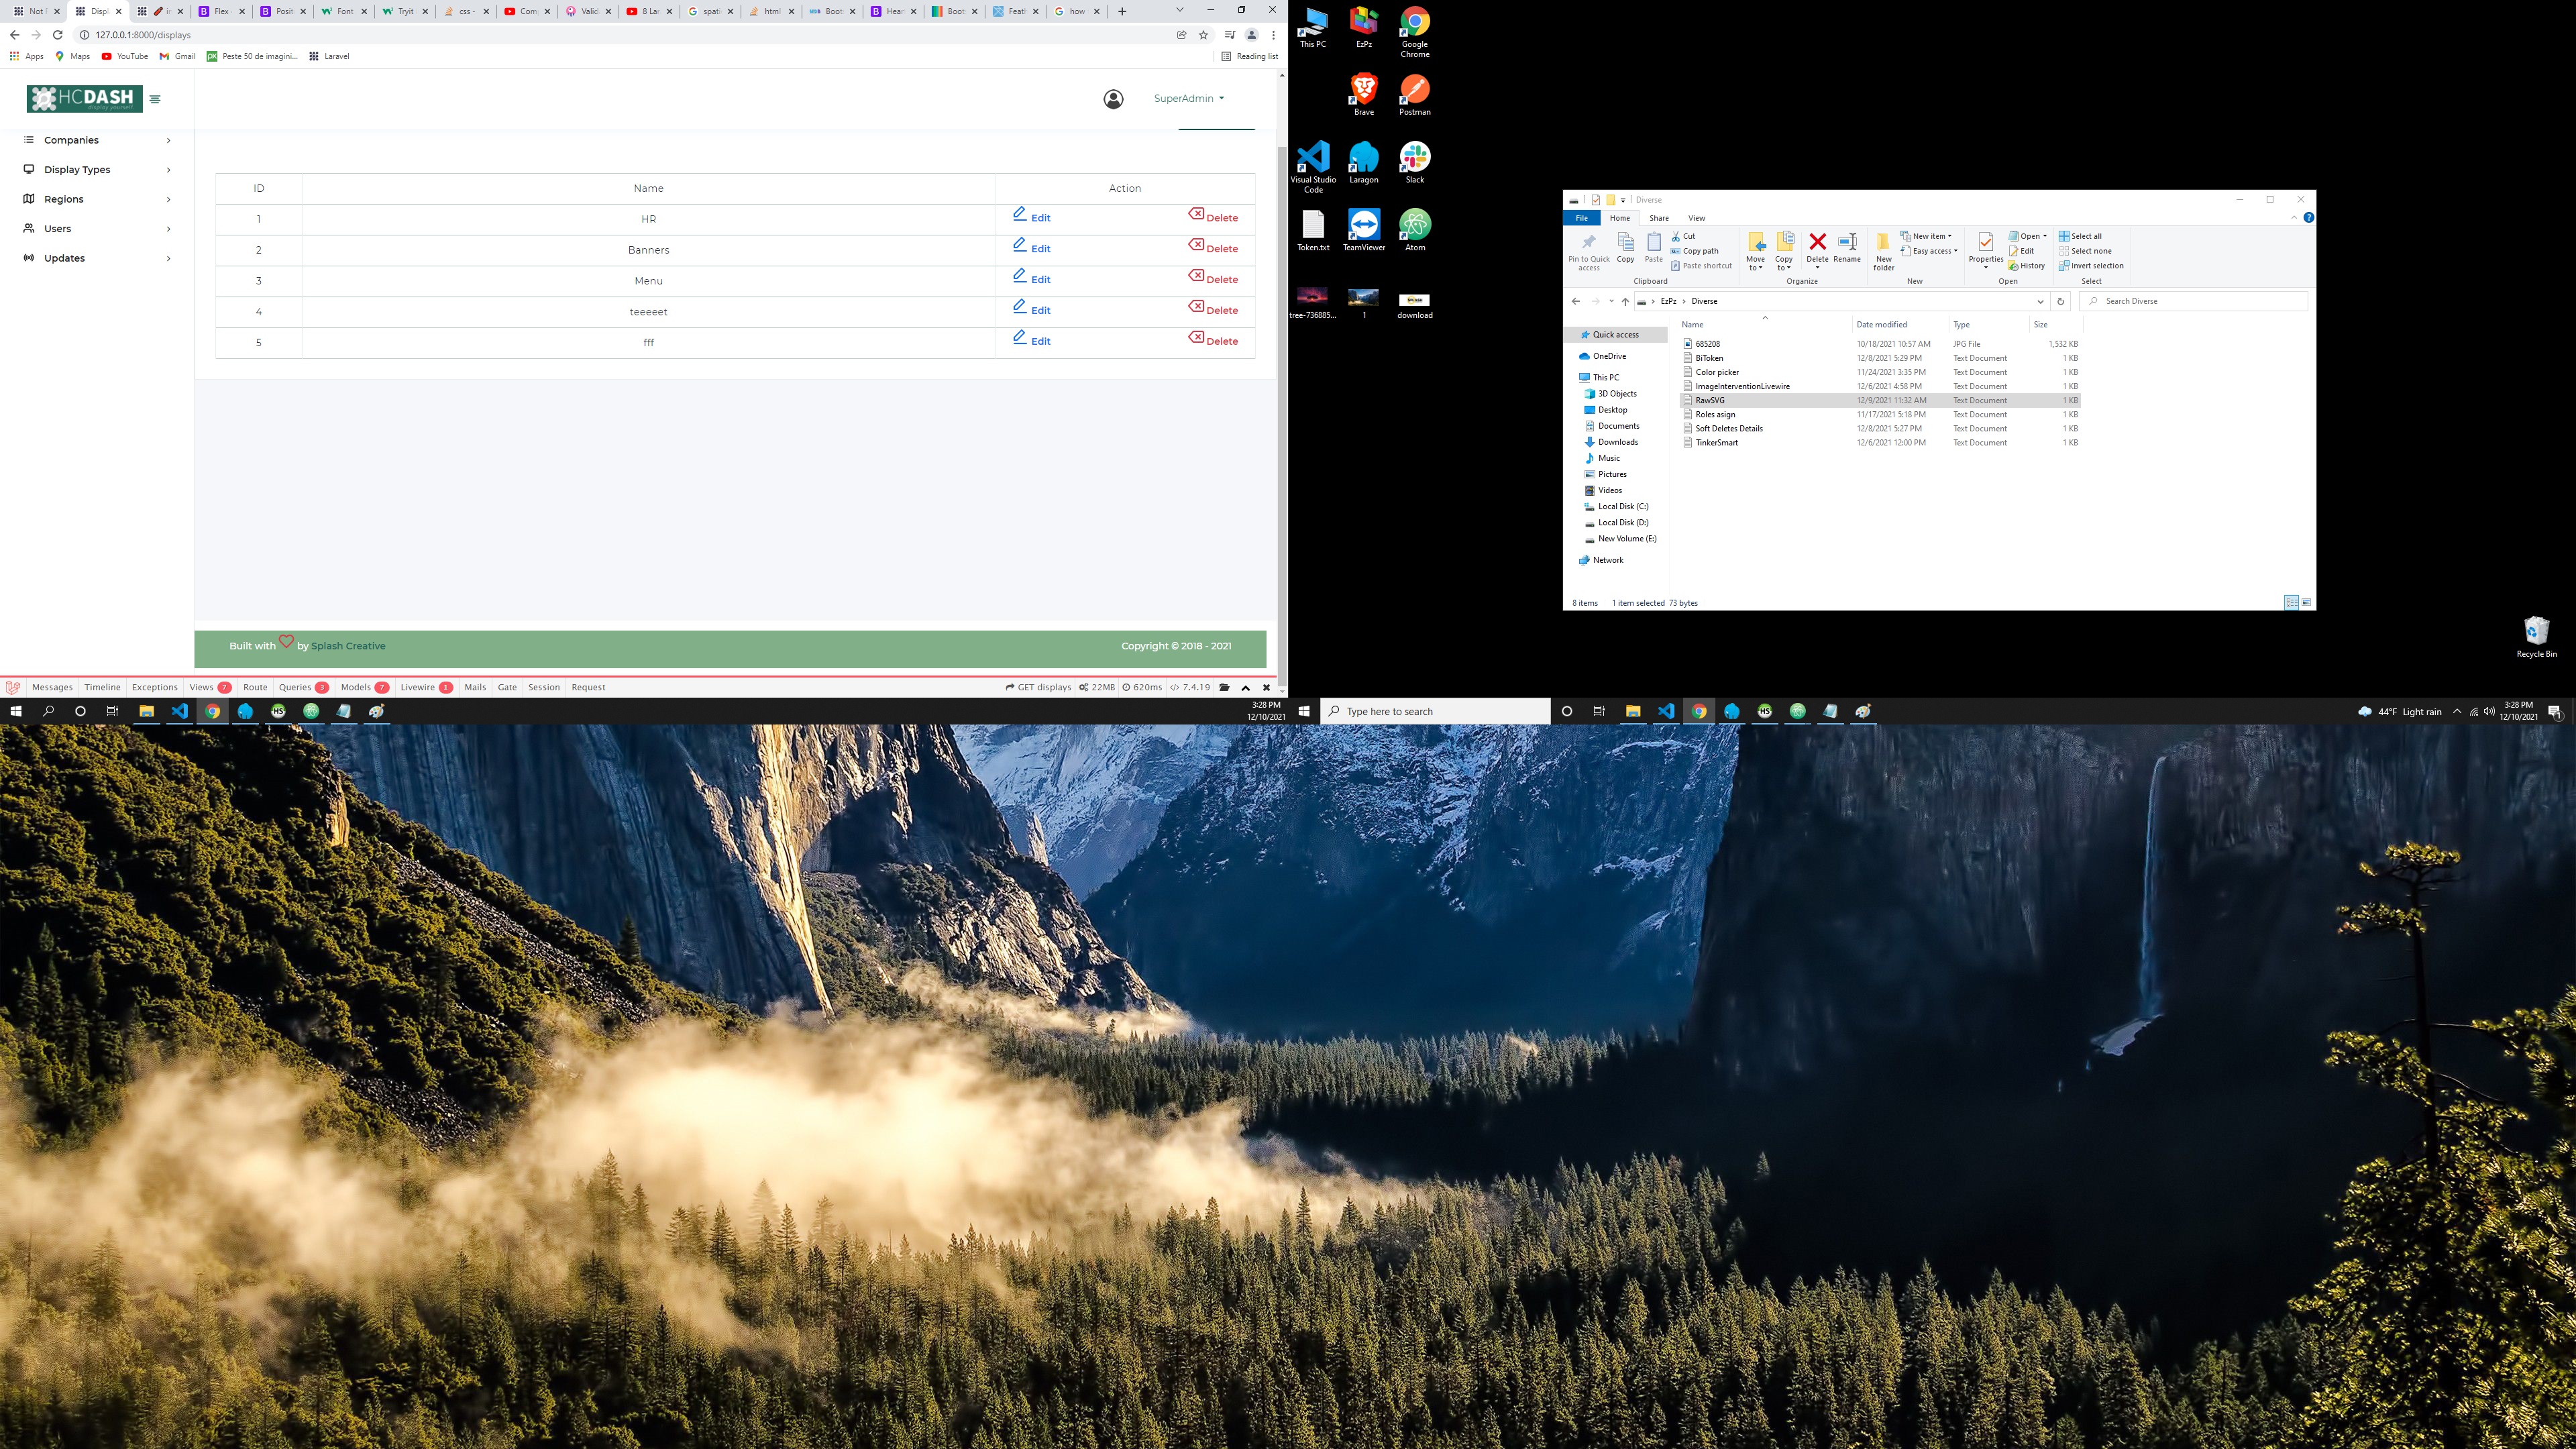 Not F
Displ
Flex -
Positi
Font
Tryit
css -
Com
Valid
8 Lar
spati
html
Boot
Hear
Boot
Feath
how
127.0.0.1:8000/displays
Apps
Maps
YouTube
Gmail
Peste 50 de imagini...
Laravel
Reading list
HCDASH
SuperAdmin
Companies
Display Types
Regions
Users
Updates
ID Name Action
1 HR Edit Delete
2 Banners Edit Delete
3 Menu Edit Delete
4 teeeeet Edit Delete
5 fff Edit Delete
Built with by Splash Creative
Copyright © 2018 - 2021
Messages Timeline Exceptions Views 7 Route Queries 3 Models 7 Livewire 1 Mails Gate Session Request
GET displays 22MB 620ms 7.4.19
3:28 PM
12/10/2021
This PC
EzPz
Google Chrome
Brave
Postman
Visual Studio Code
Laragon
Slack
Token.txt
TeamViewer
Atom
tree-736885...
1
download
Diverse
File Home Share View
Pin to Quick access
Copy
Paste
Cut
Copy path
Paste shortcut
Clipboard
Move to
Copy to
Delete
Rename
Organize
New folder
New item
Easy access
New
Properties
Open
Edit
History
Open
Select all
Select none
Invert selection
Select
EzPz
Diverse
Search Diverse
Quick access
OneDrive
This PC
3D Objects
Desktop
Documents
Downloads
Music
Pictures
Videos
Local Disk (C:)
Local Disk (D:)
New Volume (E:)
Network
Name Date modified Type Size
685208 10/18/2021 10:57 AM JPG File 1,532 KB
BiToken 12/8/2021 5:29 PM Text Document 1 KB
Color picker 11/24/2021 3:35 PM Text Document 1 KB
ImageInterventionLivewire 12/6/2021 4:58 PM Text Document 1 KB
RawSVG 12/9/2021 11:32 AM Text Document 1 KB
Roles asign 11/17/2021 5:18 PM Text Document 1 KB
Soft Deletes Details 12/8/2021 5:27 PM Text Document 1 KB
TinkerSmart 12/6/2021 12:00 PM Text Document 1 KB
8 items 1 item selected 73 bytes
Recycle Bin
Type here to search
44°F Light rain
3:28 PM
12/10/2021